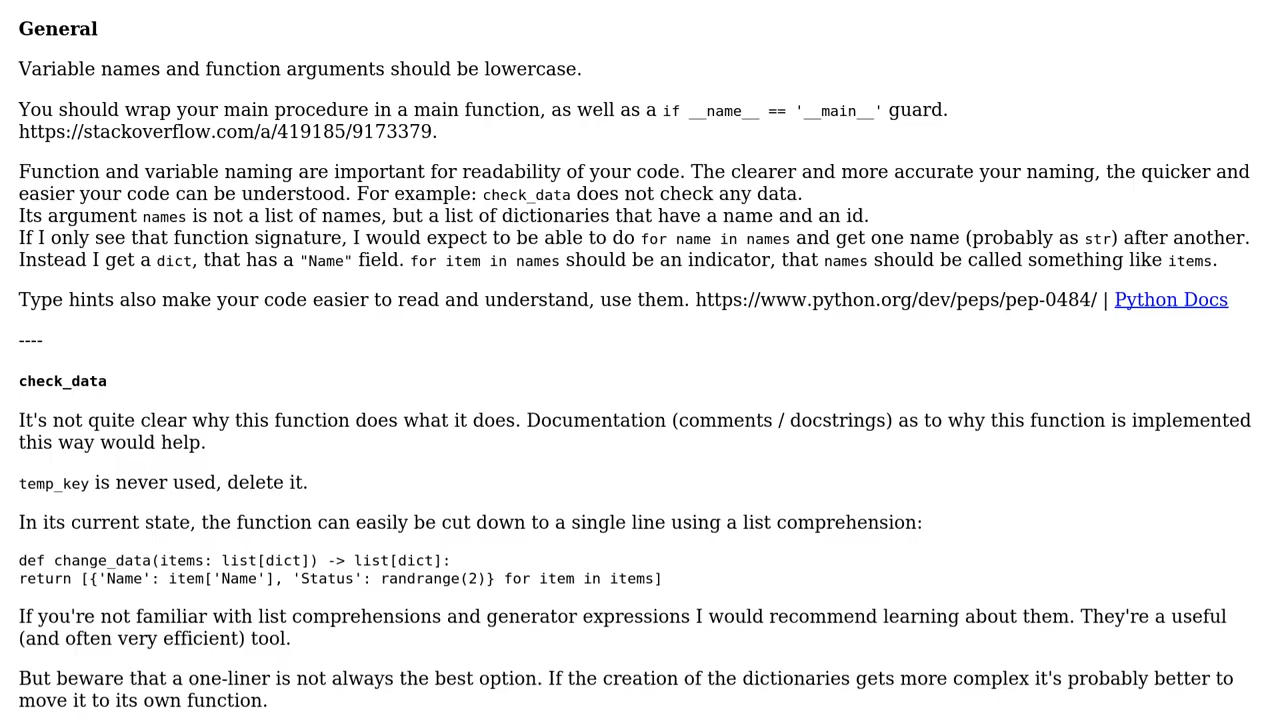 General
Variable names and function arguments should be lowercase.
You should wrap your main procedure in a main function, as well as a if __name__ == '__main__' guard.
https://stackoverflow.com/a/419185/9173379.
Function and variable naming are important for readability of your code. The clearer and more accurate your naming, the quicker and
easier your code can be understood. For example: check_data does not check any data.
Its argument names is not a list of names, but a list of dictionaries that have a name and an id.
If I only see that function signature, I would expect to be able to do for name in names and get one name (probably as str) after another.
Instead I get a dict, that has a "Name" field. for item in names should be an indicator, that names should be called something like items.
Type hints also make your code easier to read and understand, use them. https://www.python.org/dev/peps/pep-0484/ | Python Docs
----
check_data
It's not quite clear why this function does what it does. Documentation (comments / docstrings) as to why this function is implemented
this way would help.
temp_key is never used, delete it.
In its current state, the function can easily be cut down to a single line using a list comprehension:
def change_data(items: list[dict]) -> list[dict]:
return [{'Name': item['Name'], 'Status': randrange(2)} for item in items]
If you're not familiar with list comprehensions and generator expressions I would recommend learning about them. They're a useful
(and often very efficient) tool.
But beware that a one-liner is not always the best option. If the creation of the dictionaries gets more complex it's probably better to
move it to its own function.